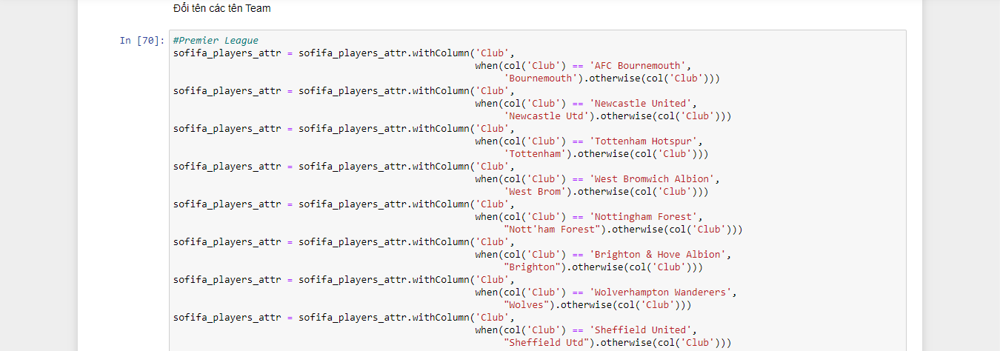 Đổi tên các tên Team
In [70]: #Premier League
sofifa_players_attr = sofifa_players_attr.withColumn('Club',
when(col('Club') == 'AFC Bournemouth',
'Bournemouth').otherwise(col('Club')))
sofifa_players_attr = sofifa_players_attr.withColumn('Club',
when(col('Club') == 'Newcastle United',
'Newcastle Utd').otherwise(col('Club')))
sofifa_players_attr = sofifa_players_attr.withColumn('Club',
when(col('Club') == 'Tottenham Hotspur',
'Tottenham').otherwise(col('Club')))
sofifa_players_attr = sofifa_players_attr.withColumn('Club',
when(col('Club') == 'West Bromwich Albion',
'West Brom').otherwise(col('Club')))
sofifa_players_attr = sofifa_players_attr.withColumn('Club',
when(col('Club') == 'Nottingham Forest',
"Nott'ham Forest").otherwise(col('Club')))
sofifa_players_attr = sofifa_players_attr.withColumn('Club',
when(col('Club') == 'Brighton & Hove Albion',
"Brighton").otherwise(col('Club')))
sofifa_players_attr = sofifa_players_attr.withColumn('Club',
when(col('Club') == 'Wolverhampton Wanderers',
"Wolves").otherwise(col('Club')))
sofifa_players_attr = sofifa_players_attr.withColumn('Club',
when(col('Club') == 'Sheffield United',
"Sheffield Utd").otherwise(col('Club')))